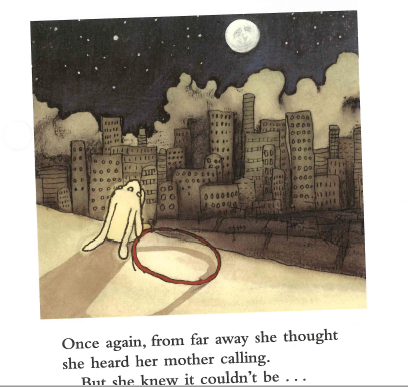 Once again, from far away she thought
she heard her mother calling.
But she knew it couldn't be . . .